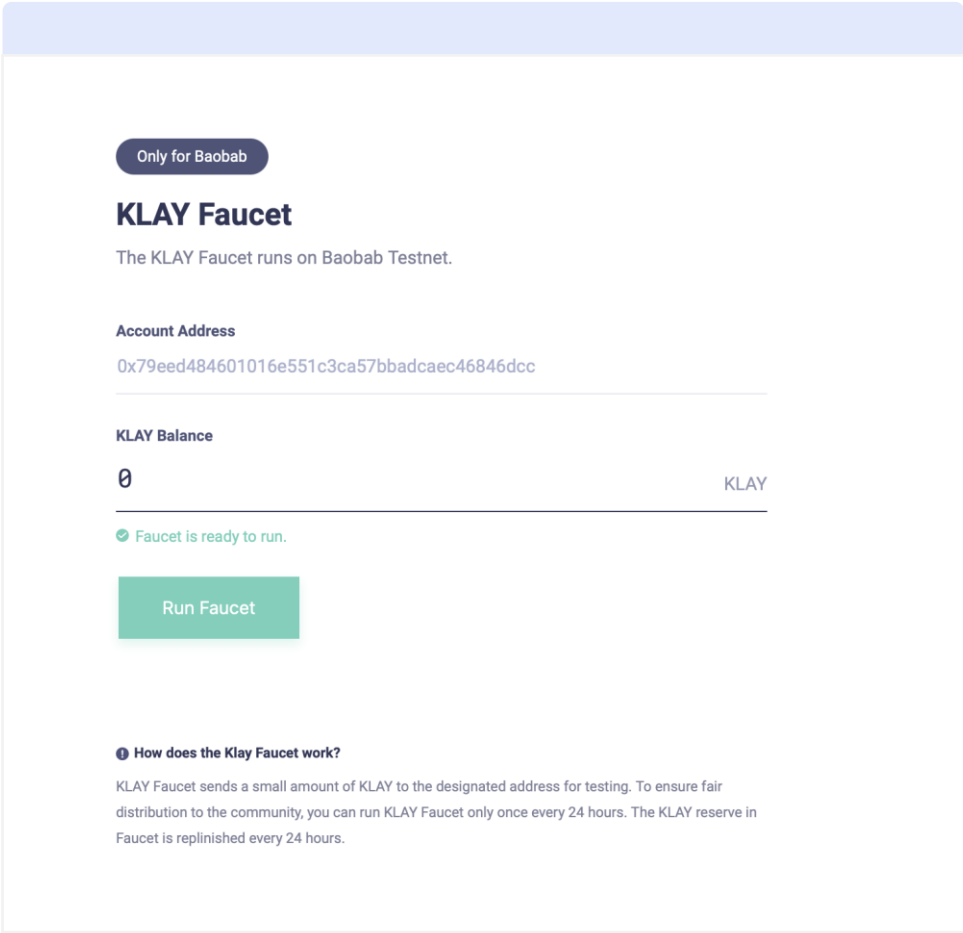 Only for Baobab
KLAY Faucet
The KLAY Faucet runs on Baobab Testnet.
Account Address
0x79eed484601016e551c3ca57bbadcaec46846dcc
KLAY Balance
0 KLAY
Faucet is ready to run.
Run Faucet
How does the Klay Faucet work?
KLAY Faucet sends a small amount of KLAY to the designated address for testing. To ensure fair
distribution to the community, you can run KLAY Faucet only once every 24 hours. The KLAY reserve in
Faucet is replinished every 24 hours.